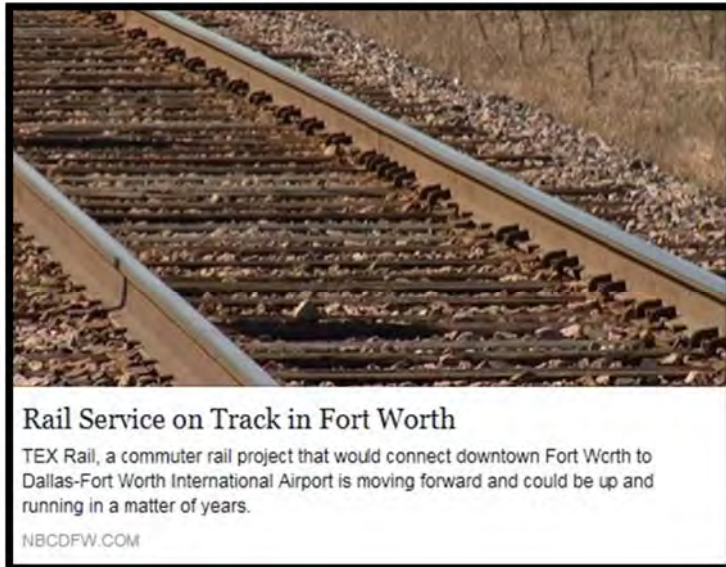 Rail Service on Track in Fort Worth
TEX Rail, a commuter rail project that would connect downtown Fort Worth to
Dallas-Fort Worth International Airport is moving forward and could be up and
running in a matter of years.
NBCDFW.COM